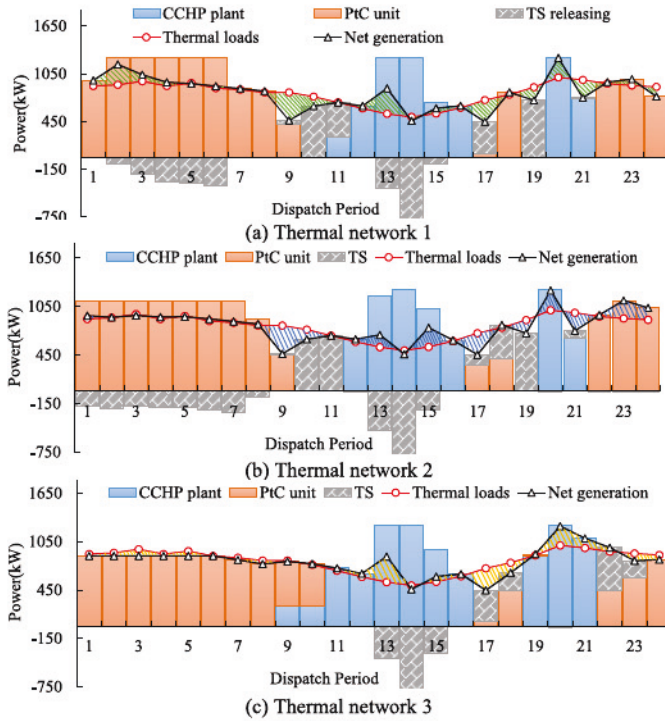 CCHP plant PtC unit TS releasing
Thermal loads Net generation
1650
1050
450
-150
-750
Power(kW)
1 3 5 7 9 11 13 15 17 19 21 23
Dispatch Period
(a) Thermal network 1
CCHP plant PtC unit TS Thermal loads Net generation
1650
1050
450
-150
-750
Power(kW)
1 3 5 7 9 11 13 15 17 19 21 23
Dispatch Period
(b) Thermal network 2
CCHP plant PtC unit TS Thermal loads Net generation
1650
1050
450
-150
-750
Power(kW)
1 3 5 7 9 11 13 15 17 19 21 23
Dispatch Period
(c) Thermal network 3